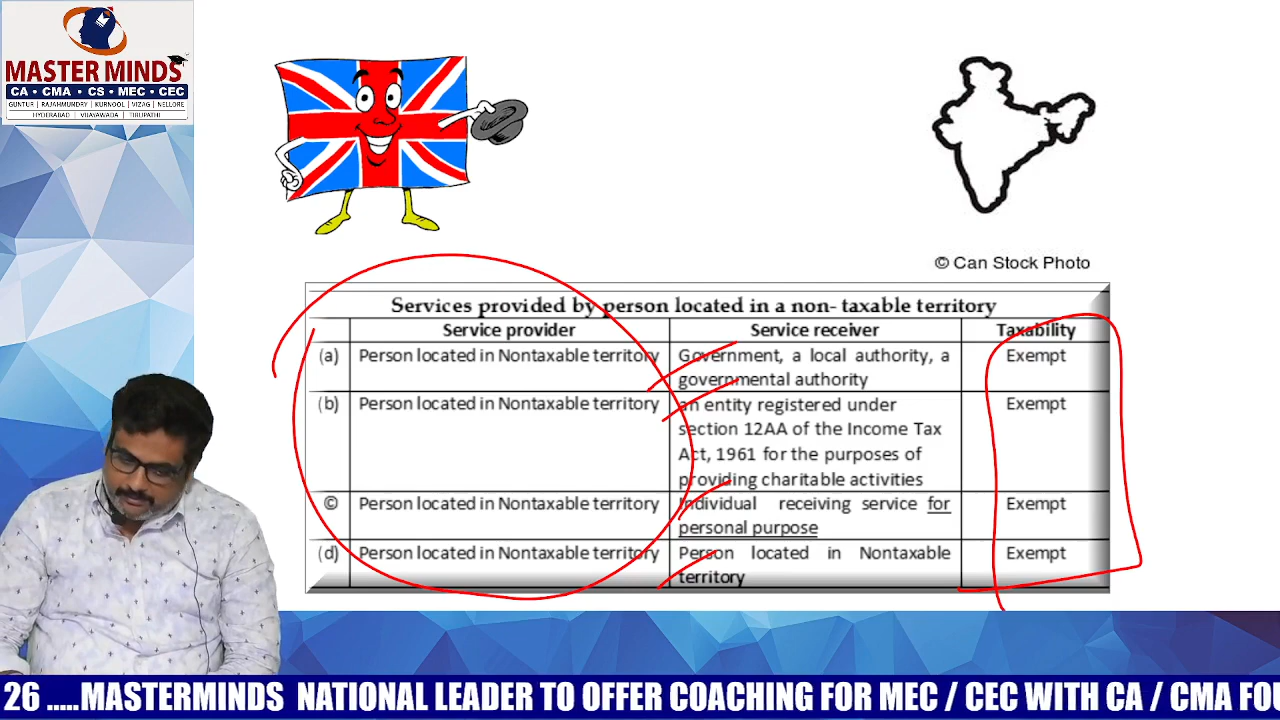 MASTER MINDS
CA • CMA • CS • MEC • CEC
GUNTUR | RAJAHMUNDRY | KURNOOL | VIZAG | NELLORE
HYDERABAD | VIJAYAWADA | TIRUPATHI
© Can Stock Photo
Services provided by person located in a non- taxable territory
Service provider Service receiver Taxability
(a) Person located in Nontaxable territory Government, a local authority, a Exempt
governmental authority
(b) Person located in Nontaxable territory an entity registered under Exempt
section 12AA of the Income Tax
Act, 1961 for the purposes of
providing charitable activities
© Person located in Nontaxable territory Individual receiving service for Exempt
personal purpose
(d) Person located in Nontaxable territory Person located in Nontaxable Exempt
territory
26 .....MASTERMINDS NATIONAL LEADER TO OFFER COACHING FOR MEC / CEC WITH CA / CMA FOU